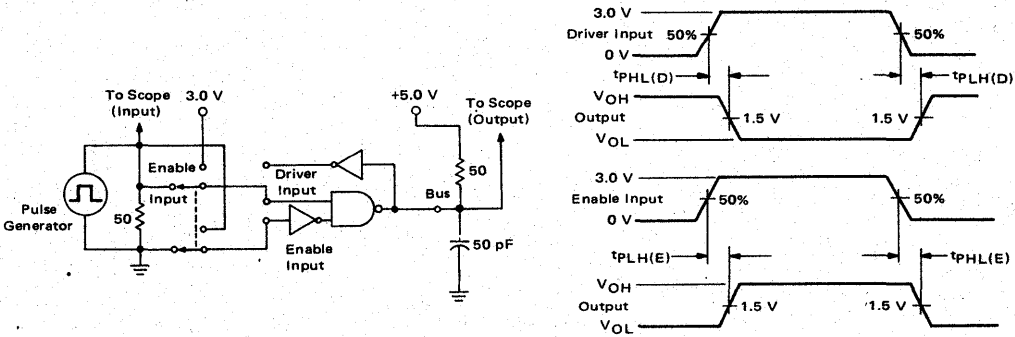 To Scope
(Input)
3.0 V
+5.0 V
To Scope
(Output)
Enable
Input
Driver
Input
50
Bus
Pulse
Generator
50
Enable
Input
50 pF
3.0 V
Driver Input
50%
50%
0 V
tPHL(D)
tPLH(D)
VOH
Output
1.5 V
1.5 V
VOL
3.0 V
Enable Input
50%
50%
0 V
tPLH(E)
tPHL(E)
VOH
Output
1.5 V
1.5 V
VOL